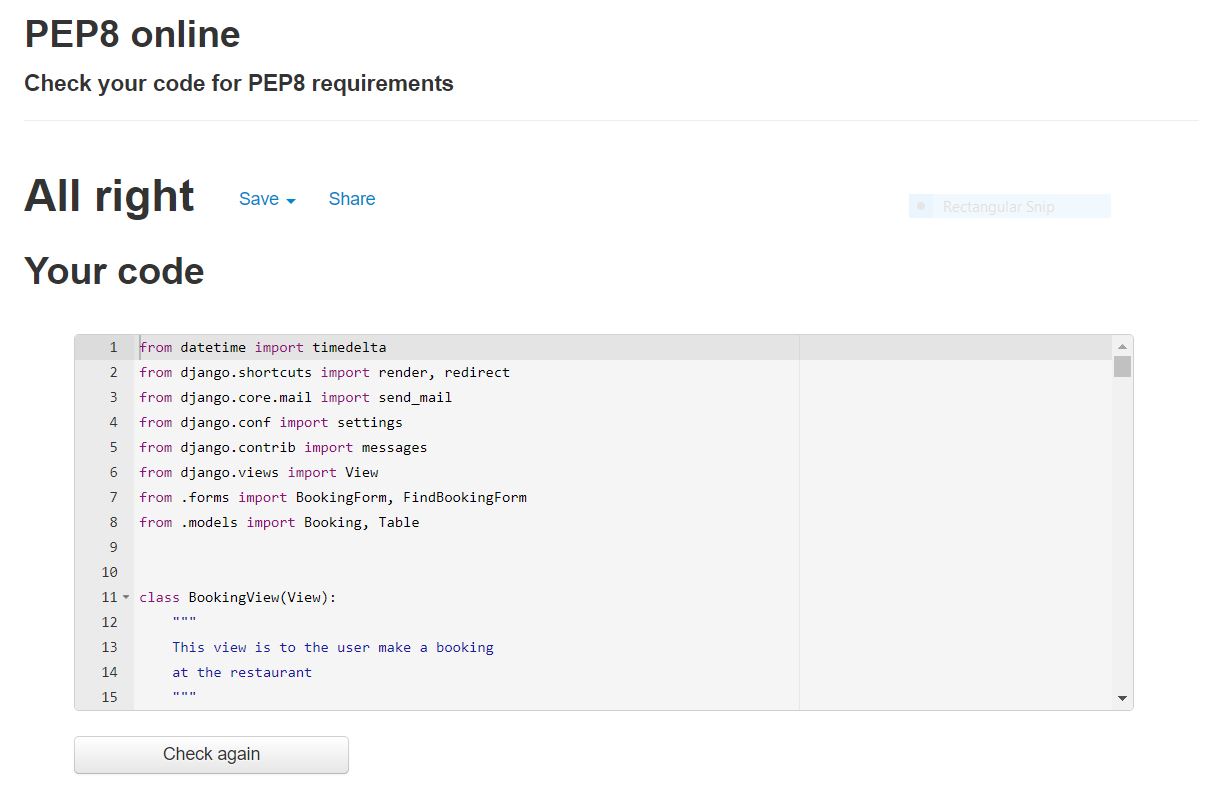 PEP8 online
Check your code for PEP8 requirements
All right Save Share
Rectangular Snip
Your code
1 from datetime import timedelta
2 from django.shortcuts import render, redirect
3 from django.core.mail import send_mail
4 from django.conf import settings
5 from django.contrib import messages
6 from django.views import View
7 from .forms import BookingForm, FindBookingForm
8 from .models import Booking, Table
9
10
11 class BookingView(View):
12 """
13 This view is to the user make a booking
14 at the restaurant
15 """
Check again